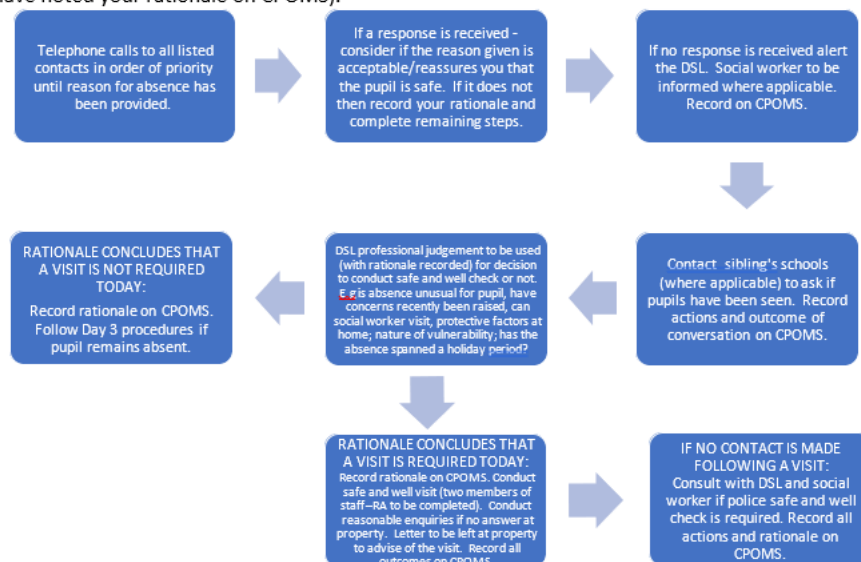 have noted your rationale on CPOMS).
Telephone calls to all listed
contacts in order of priority
until reason for absence has
been provided.
If a response is received -
consider if the reason given is
acceptable/reassures you that
the pupil is safe. If it does not
then record your rationale and
complete remaining steps.
If no response is received alert
the DSL. Social worker to be
informed where applicable.
Record on CPOMS.
Contact sibling's schools
(where applicable) to ask if
pupils have been seen. Record
actions and outcome of
conversation on CPOMS.
DSL professional judgement to be used
(with rationale recorded) for decision
to conduct safe and well check or not.
E.g is absence unusual for pupil, have
concerns recently been raised, can
social worker visit, protective factors at
home; nature of vulnerability; has the
absence spanned a holiday period?
RATIONALE CONCLUDES THAT
A VISIT IS NOT REQUIRED
TODAY:
Record rationale on CPOMS.
Follow Day 3 procedures if
pupil remains absent.
RATIONALE CONCLUDES THAT
A VISIT IS REQUIRED TODAY:
Record rationale on CPOMS. Conduct
safe and well visit (two members of
staff–RA to be completed). Conduct
reasonable enquiries if no answer at
property. Letter to be left at property
to advise of the visit. Record all
outcomes on CPOMS
IF NO CONTACT IS MADE
FOLLOWING A VISIT:
Consult with DSL and social
worker if police safe and well
check is required. Record all
actions and rationale on
CPOMS.